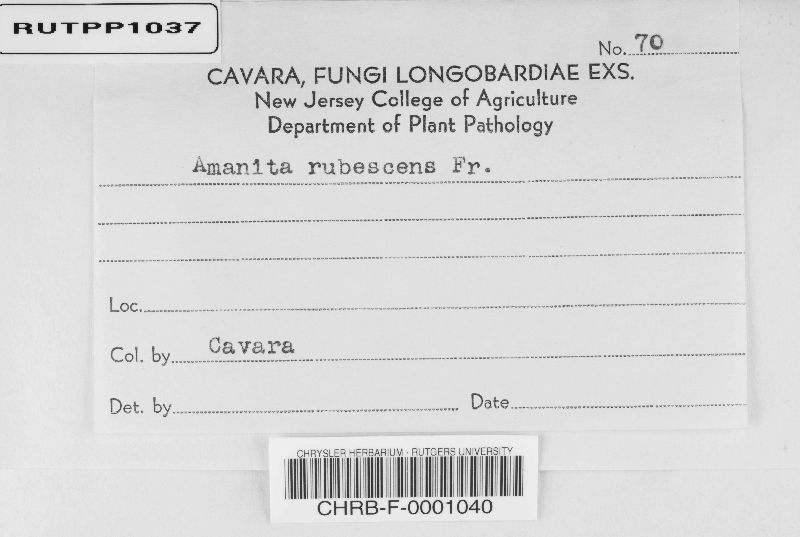 RUTPP1037
No. 70
CAVARA, FUNGI LONGOBARDIAE EXS.
New Jersey College of Agriculture
Department of Plant Pathology
Amanita rubescens Fr.
Loc.
Col. by Cavara
Det. by Date
CHRYSLER HERBARIUM - RUTGERS UNIVERSITY
CHRB-F-0001040